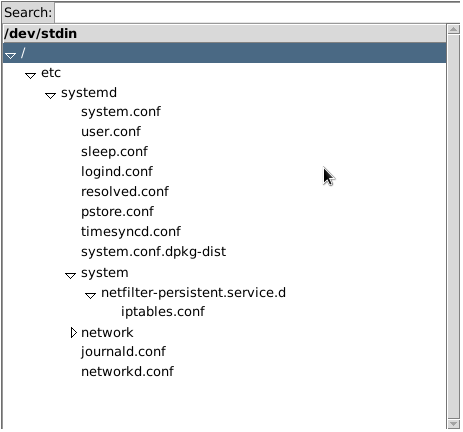 Search:
/dev/stdin
/
etc
systemd
system.conf
user.conf
sleep.conf
logind.conf
resolved.conf
pstore.conf
timesyncd.conf
system.conf.dpkg-dist
system
netfilter-persistent.service.d
iptables.conf
network
journald.conf
networkd.conf